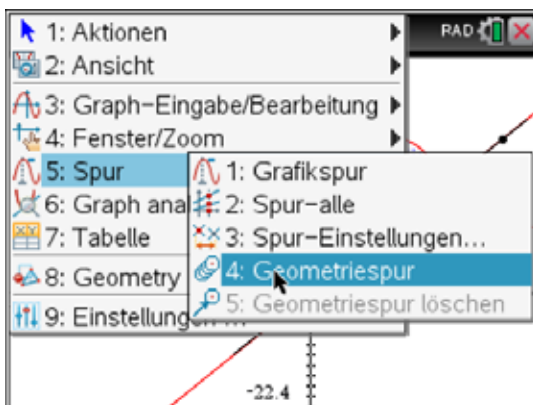 1: Aktionen
RAD
2: Ansicht
3: Graph-Eingabe/Bearbeitung
4: Fenster/Zoom
5: Spur
1: Grafikspur
6: Graph ana
2: Spur-alle
7: Tabelle
3: Spur-Einstellungen...
8: Geometry
4: Geometriespur
9: Einstellungen ...
5: Geometriespur löschen
-22.4